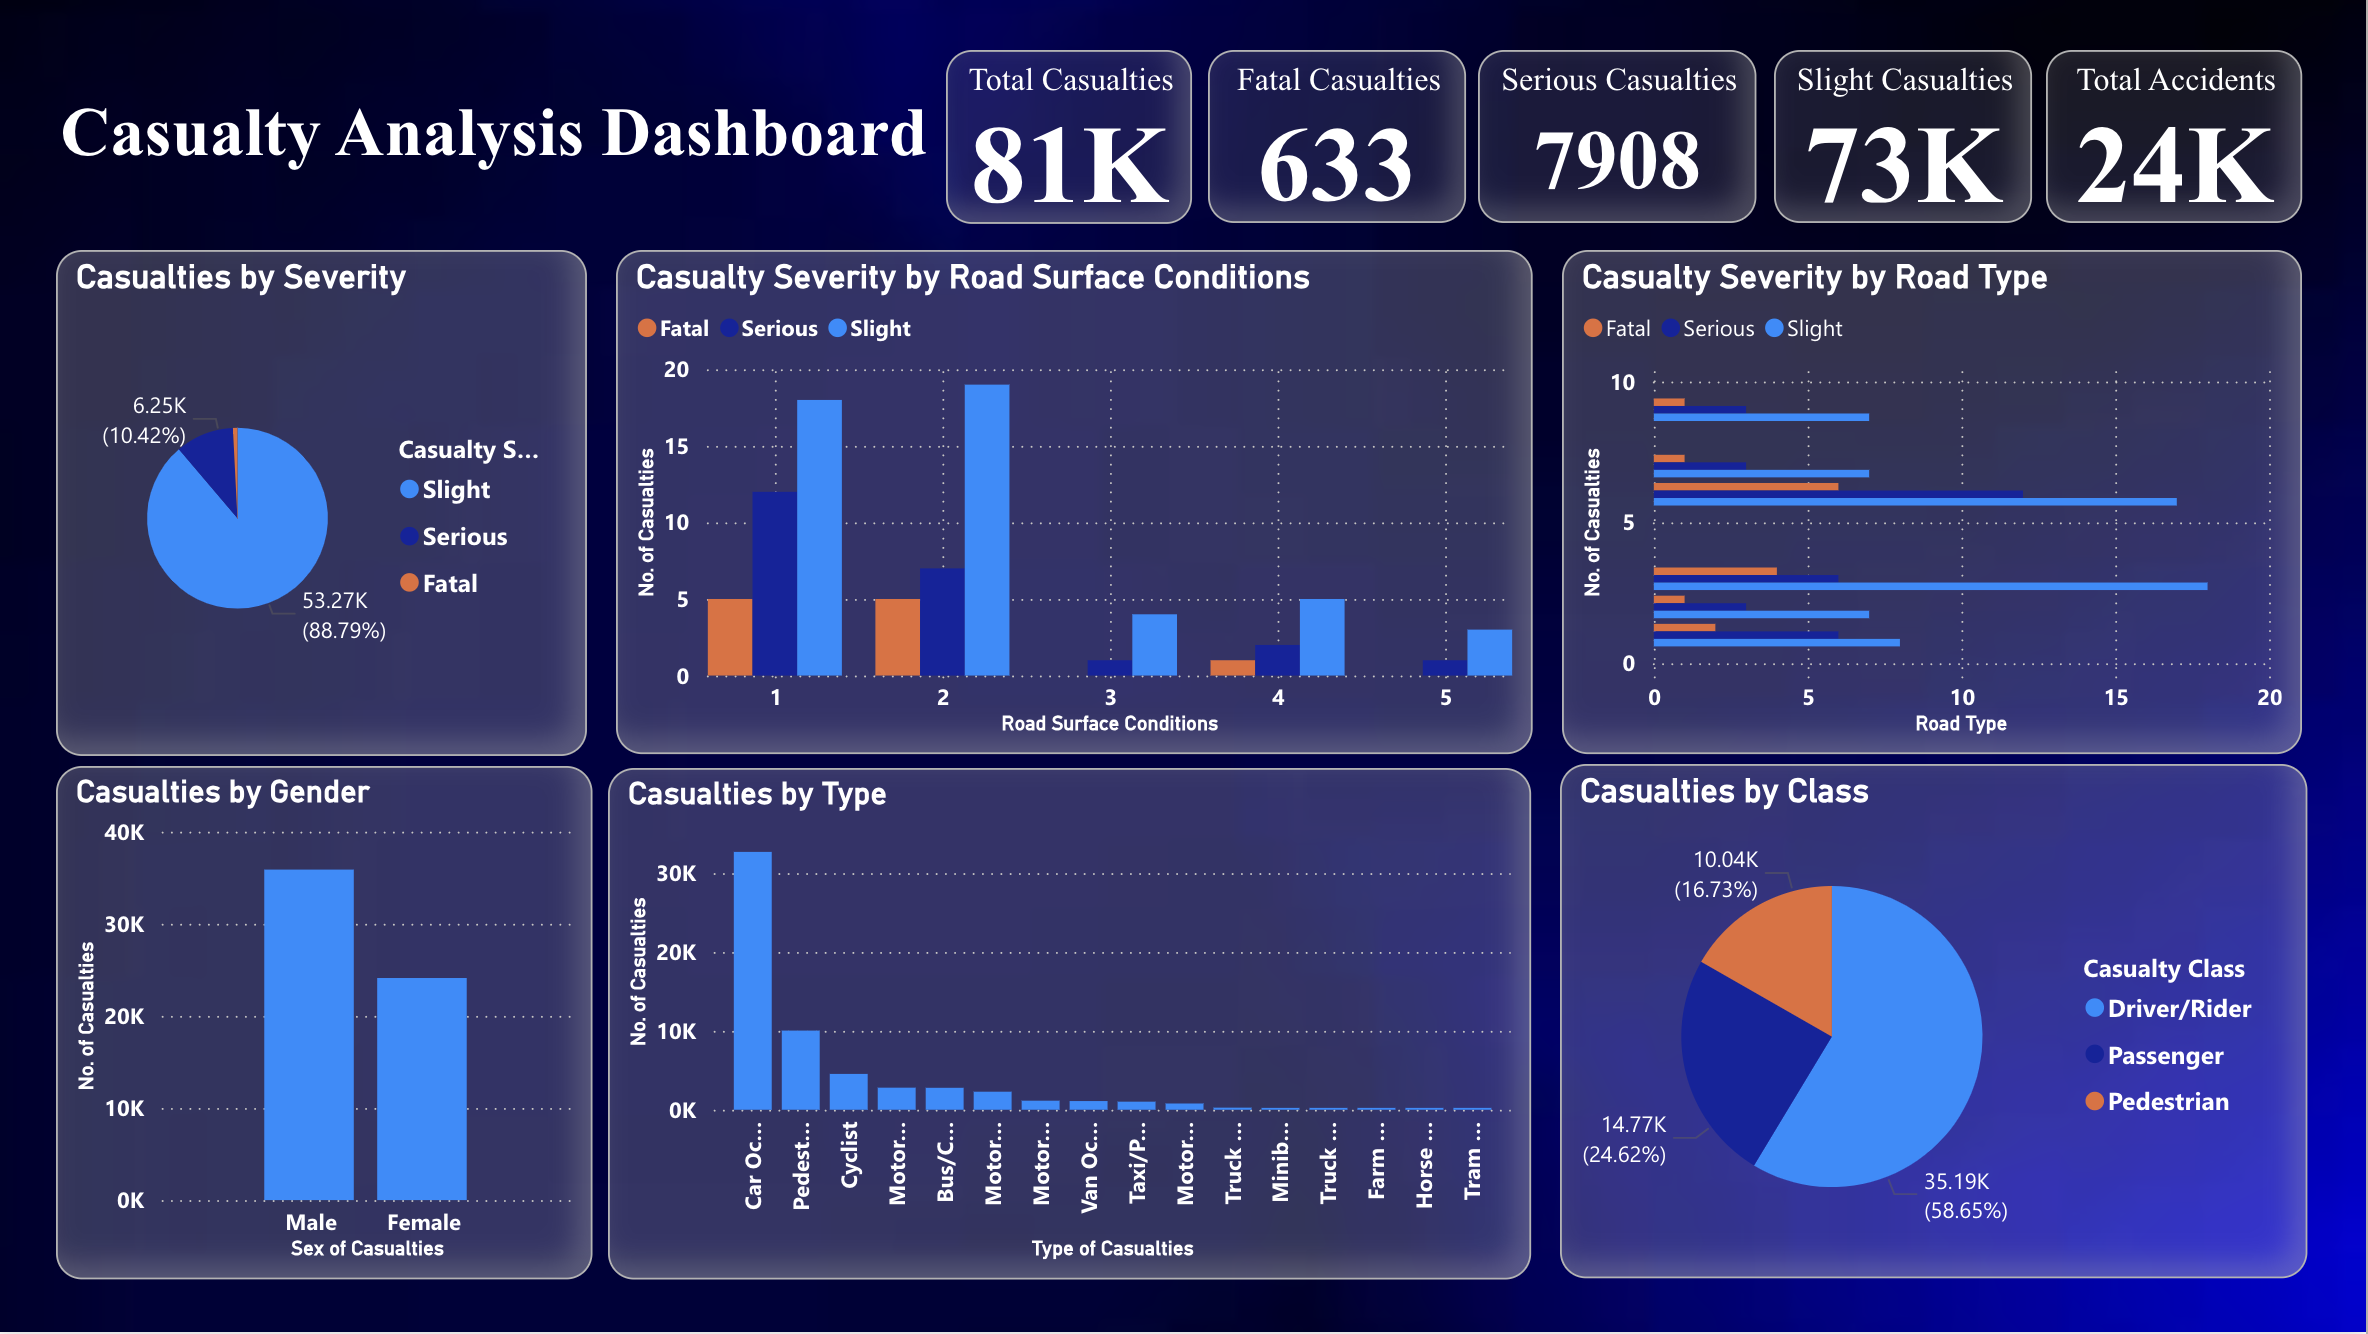 Casualty Analysis Dashboard
Total Casualties
81K
Fatal Casualties
633
Serious Casualties
7908
Slight Casualties
73K
Total Accidents
24K
Casualties by Severity
6.25K
(10.42%)
53.27K
(88.79%)
Casualty S...
Slight
Serious
Fatal
Casualty Severity by Road Surface Conditions
Fatal Serious Slight
No. of Casualties
20
15
10
5
0
1 2 3 4 5
Road Surface Conditions
Casualty Severity by Road Type
Fatal Serious Slight
No. of Casualties
10
5
0
0 5 10 15 20
Road Type
Casualties by Gender
No. of Casualties
40K
30K
20K
10K
0K
Male Female
Sex of Casualties
Casualties by Type
No. of Casualties
30K
20K
10K
0K
Car Oc...
Pedest...
Cyclist
Motor...
Bus/C...
Motor...
Motor...
Van Oc...
Taxi/P...
Motor...
Truck ...
Minib...
Truck ...
Farm ...
Horse ...
Tram ...
Type of Casualties
Casualties by Class
10.04K
(16.73%)
14.77K
(24.62%)
35.19K
(58.65%)
Casualty Class
Driver/Rider
Passenger
Pedestrian